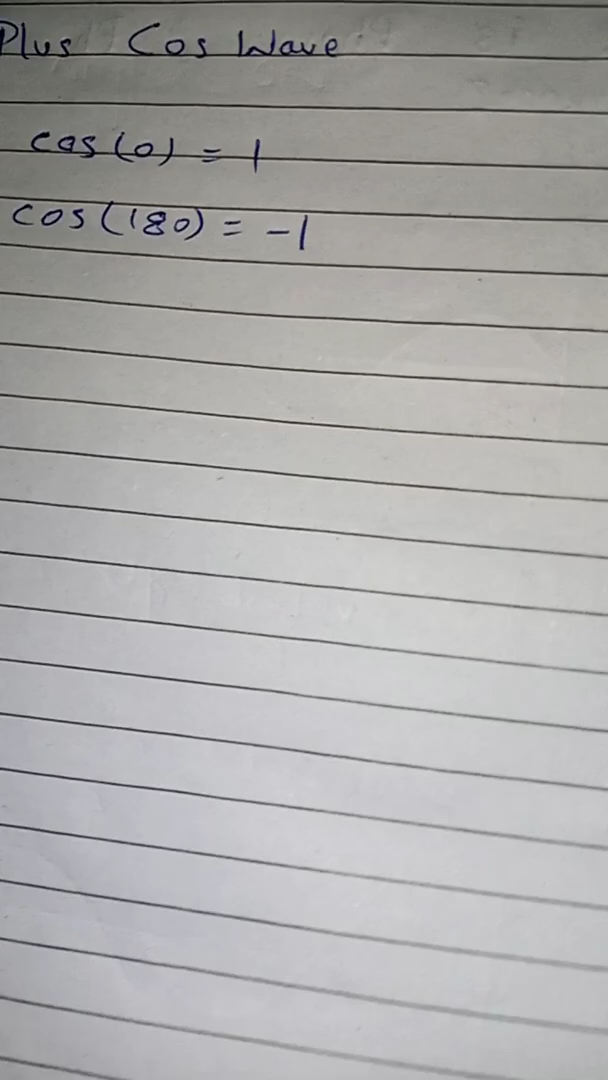 Plus Cos Wave
cos(0) = 1
cos(180) = -1